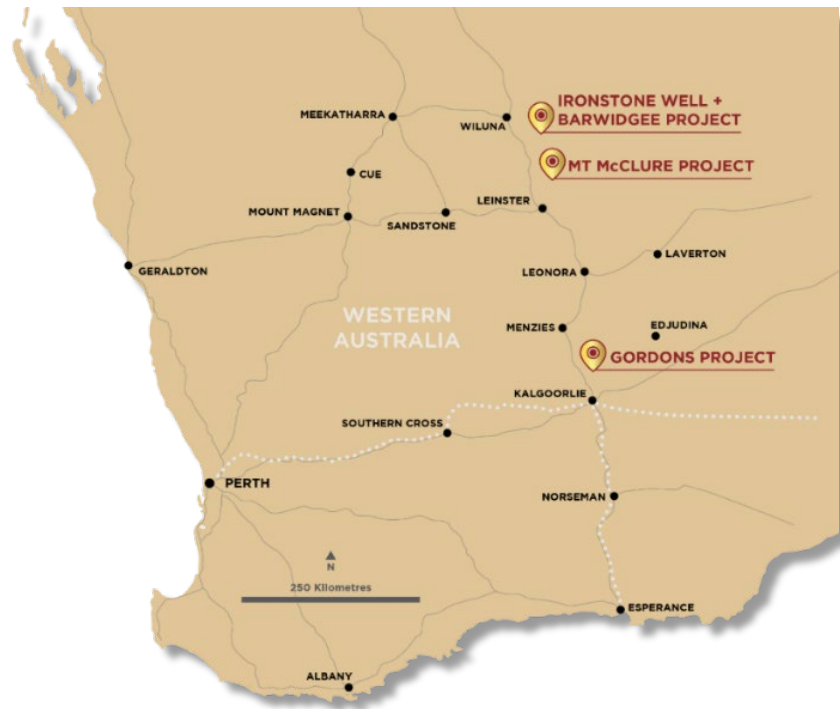 IRONSTONE WELL +
BARWIDGEE PROJECT
MEEKATHARRA
WILUNA
MT McCLURE PROJECT
CUE
LEINSTER
MOUNT MAGNET
SANDSTONE
LAVERTON
GERALDTON
LEONORA
WESTERN
AUSTRALIA
MENZIES
EDJUDINA
GORDONS PROJECT
KALGOORLIE
SOUTHERN CROSS
PERTH
NORSEMAN
N
250 Kilometres
ESPERANCE
ALBANY